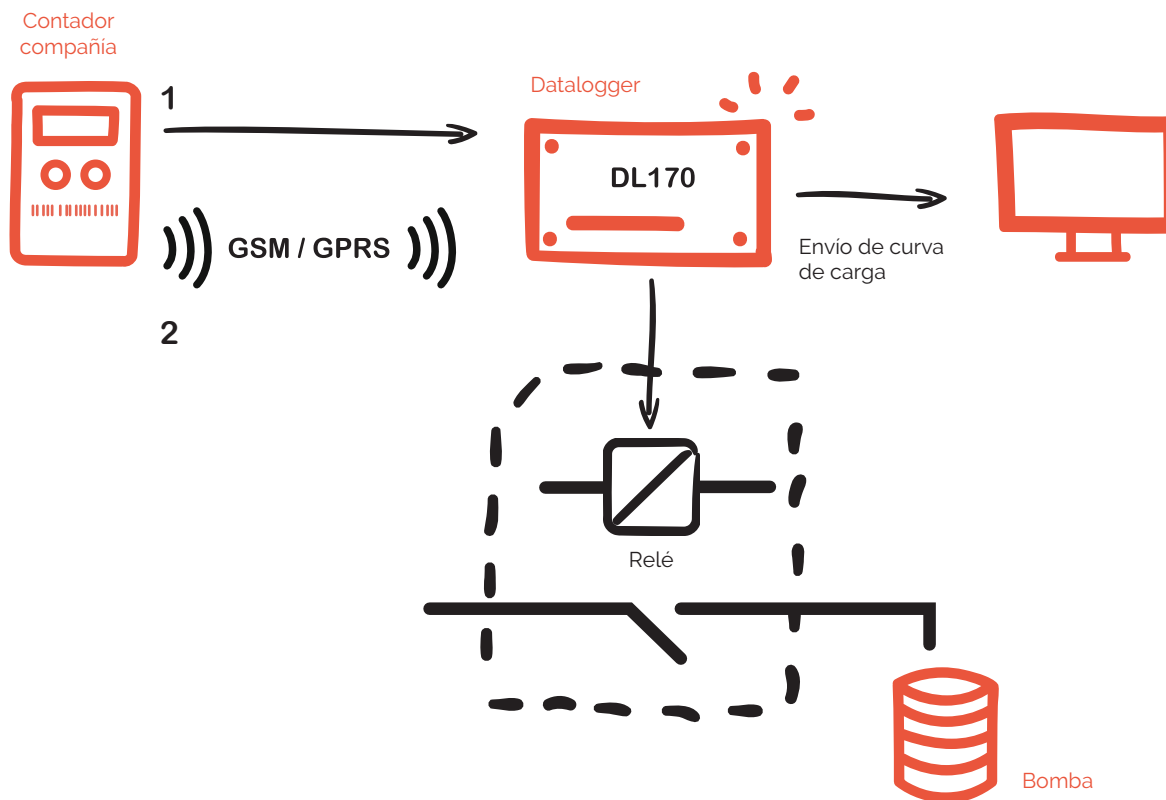 Contador
compañía
1
Datalogger
DL170
GSM / GPRS
Envío de curva
de carga
2
Relé
Bomba